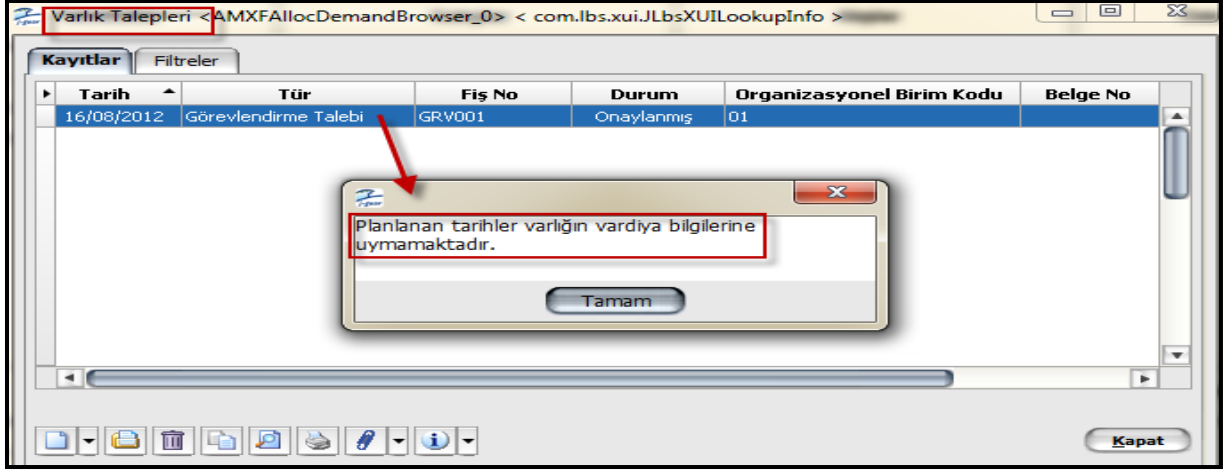 Varlık Talepleri <AMXFAllocDemandBrowser_0> < com.lbs.xui.JLbsXUILookupInfo >
Kayıtlar Filtreler
Tarih Tür Fiş No Durum Organizasyonel Birim Kodu Belge No
16/08/2012 Görevlendirme Talebi GRV001 Onaylanmış 01
Planlanan tarihler varlığın vardiya bilgilerine
uymamaktadır.
Tamam
Kapat